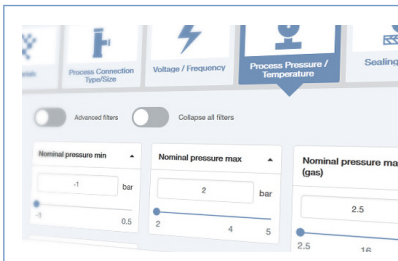 Process Connection
Type/Size
Voltage / Frequency
Process Pressure /
Temperature
Sealing
Advanced filters
Collapse all filters
Nominal pressure min
-1
bar
-1
0.5
Nominal pressure max
2
bar
2
4
5
Nominal pressure ma
(gas)
2.5
2.5
16